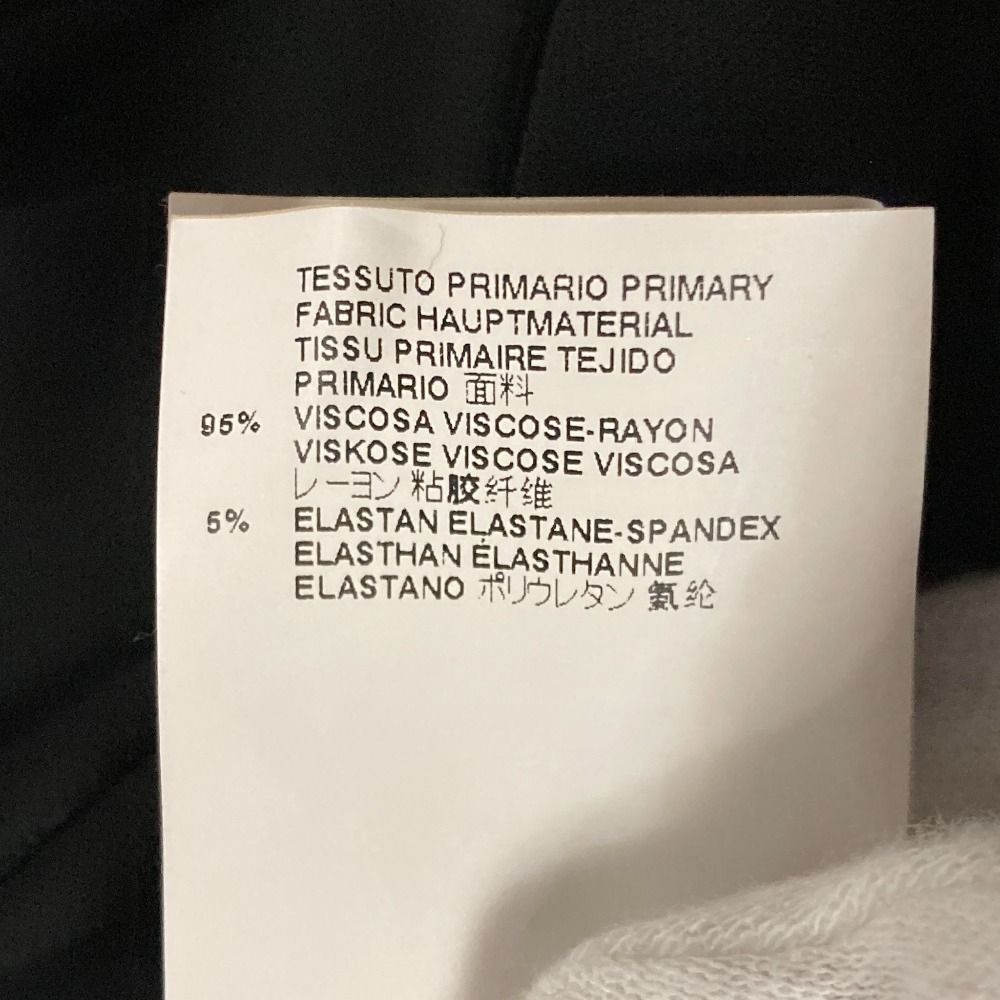 TESSUTO PRIMARIO PRIMARY
FABRIC HAUPTMATERIAL
TISSU PRIMAIRE TEJIDO
PRIMARIO 面料
95% VISCOSA VISCOSE-RAYON
VISKOSE VISCOSE VISCOSA
レーヨン 粘胶纤维
5% ELASTAN ELASTANE-SPANDEX
ELASTHAN ÉLASTHANNE
ELASTANO ポリウレタン 氨纶